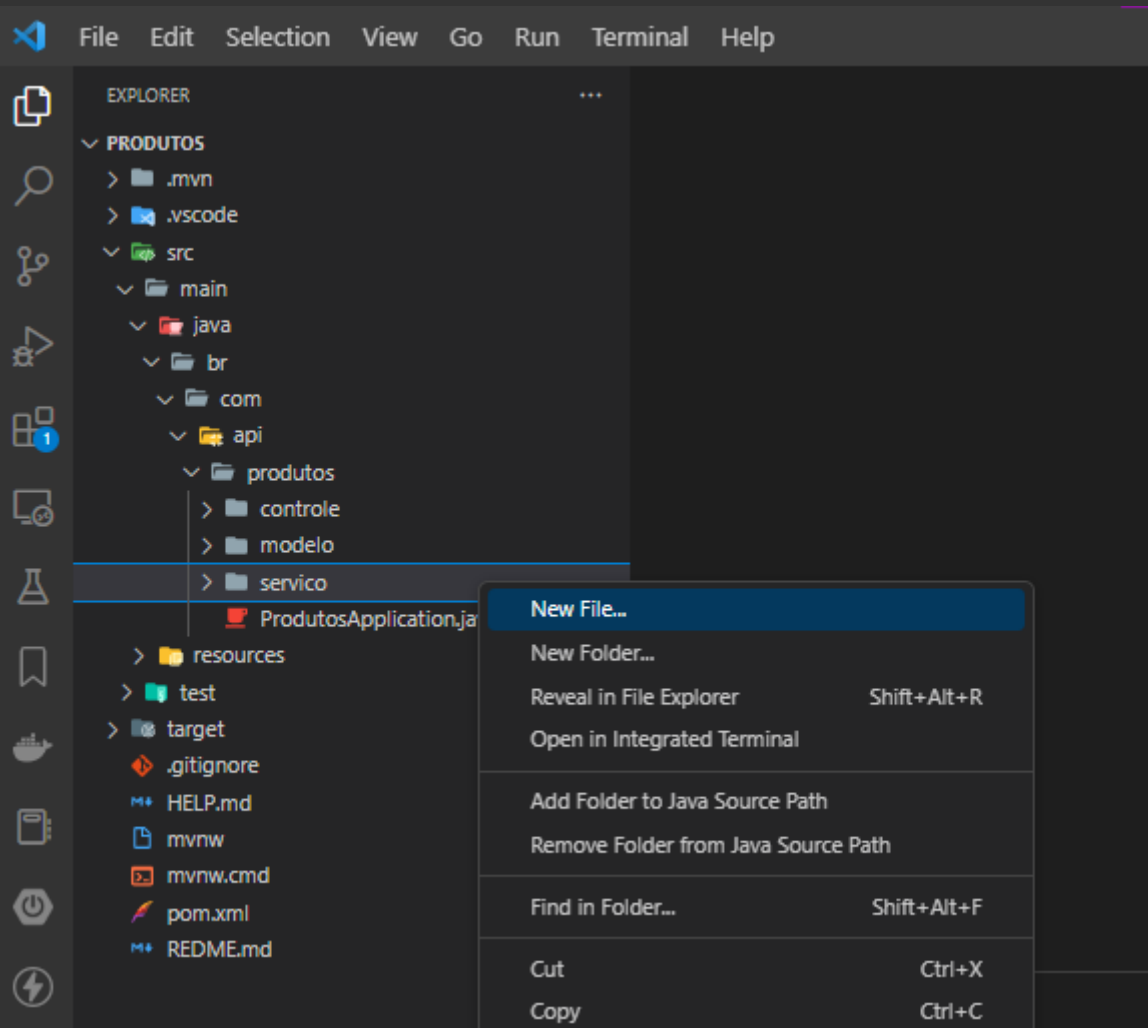 File Edit Selection View Go Run Terminal Help
EXPLORER ...
PRODUTOS
.mvn
.vscode
src
main
java
br
com
api
produtos
controle
modelo
servico
ProdutosApplication.ja
resources
test
target
.gitignore
HELP.md
mvnw
mvnw.cmd
pom.xml
REDME.md
1
New File...
New Folder...
Reveal in File Explorer Shift+Alt+R
Open in Integrated Terminal
Add Folder to Java Source Path
Remove Folder from Java Source Path
Find in Folder... Shift+Alt+F
Cut Ctrl+X
Copy Ctrl+C